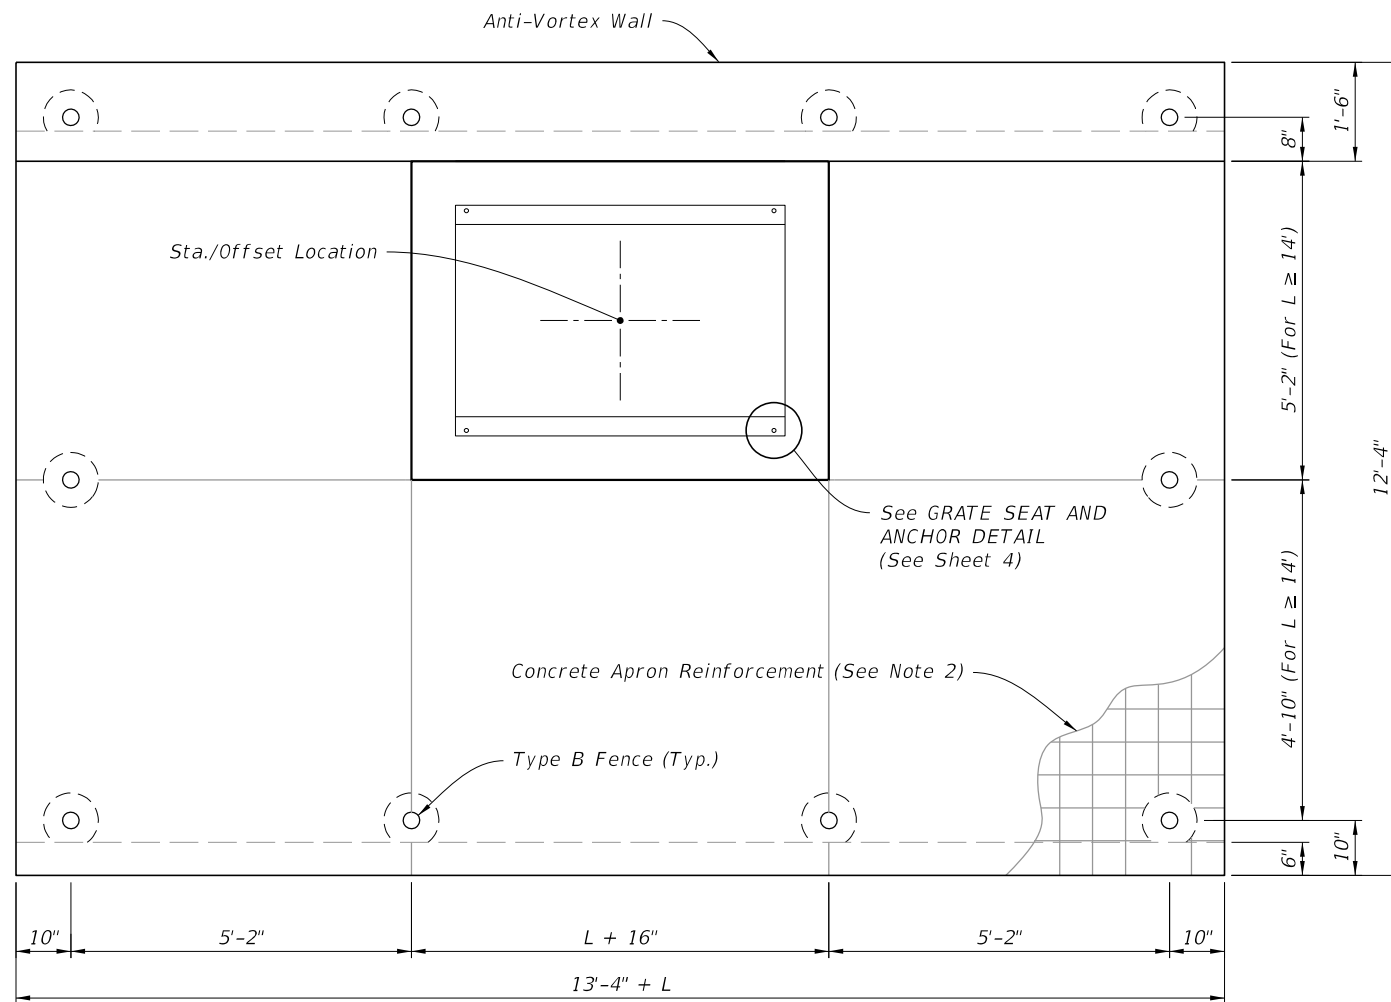 Anti-Vortex Wall
1'-6"
8"
Sta./Offset Location
5'-2" (For L ≥ 14')
12'-4"
See GRATE SEAT AND
ANCHOR DETAIL
(See Sheet 4)
4'-10" (For L ≥ 14')
Concrete Apron Reinforcement (See Note 2)
Type B Fence (Typ.)
6"
10"
10"
5'-2"
L + 16"
5'-2"
10"
13'-4" + L